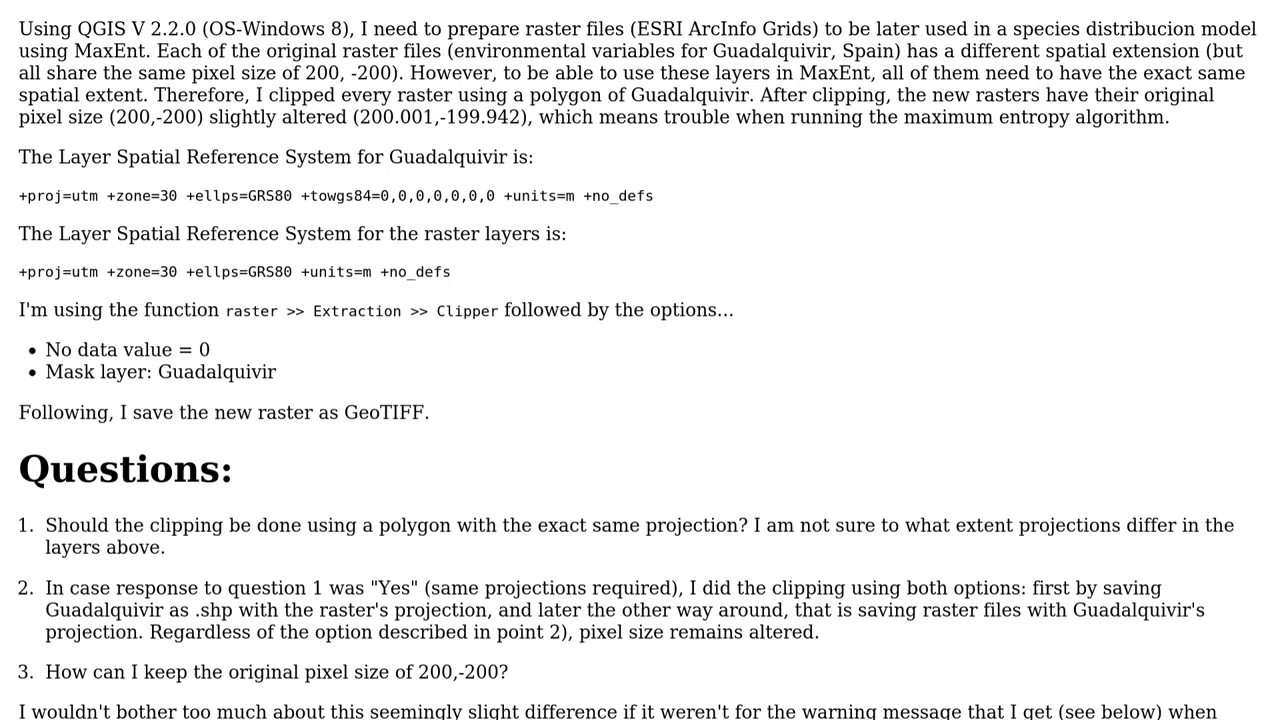 Using QGIS V 2.2.0 (OS-Windows 8), I need to prepare raster files (ESRI ArcInfo Grids) to be later used in a species distribucion model
using MaxEnt. Each of the original raster files (environmental variables for Guadalquivir, Spain) has a different spatial extension (but
all share the same pixel size of 200, -200). However, to be able to use these layers in MaxEnt, all of them need to have the exact same
spatial extent. Therefore, I clipped every raster using a polygon of Guadalquivir. After clipping, the new rasters have their original
pixel size (200,-200) slightly altered (200.001,-199.942), which means trouble when running the maximum entropy algorithm.
The Layer Spatial Reference System for Guadalquivir is:
+proj=utm +zone=30 +ellps=GRS80 +towgs84=0,0,0,0,0,0,0 +units=m +no_defs
The Layer Spatial Reference System for the raster layers is:
+proj=utm +zone=30 +ellps=GRS80 +units=m +no_defs
I'm using the function raster >> Extraction >> Clipper followed by the options...
• No data value = 0
• Mask layer: Guadalquivir
Following, I save the new raster as GeoTIFF.
Questions:
1. Should the clipping be done using a polygon with the exact same projection? I am not sure to what extent projections differ in the
layers above.
2. In case response to question 1 was "Yes" (same projections required), I did the clipping using both options: first by saving
Guadalquivir as .shp with the raster's projection, and later the other way around, that is saving raster files with Guadalquivir's
projection. Regardless of the option described in point 2), pixel size remains altered.
3. How can I keep the original pixel size of 200,-200?
I wouldn't bother too much about this seemingly slight difference if it weren't for the warning message that I get (see below) when